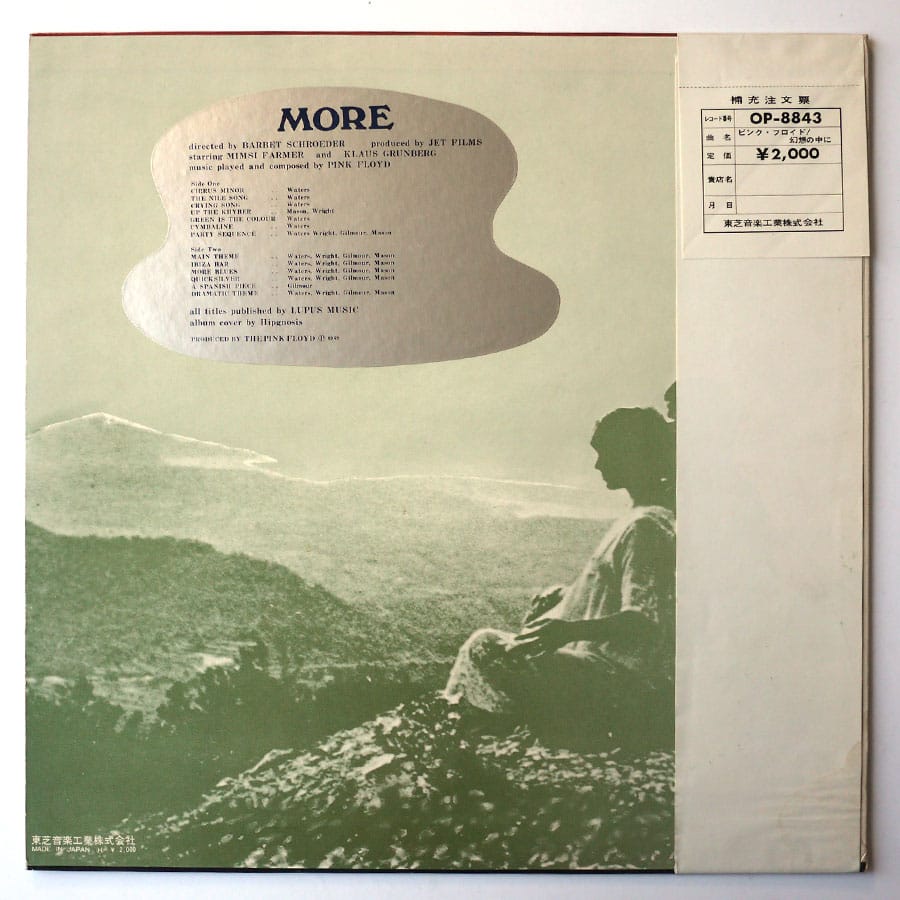 MORE
directed by BARBET SCHROEDER produced by JET FILMS
starring MIMSI FARMER and KLAUS GRUNBERG
music played and composed by PINK FLOYD
Side One
CIRRUS MINOR .. Waters
THE NILE SONG .. Waters
CRYING SONG .. Waters
UP THE KHYBER .. Mason, Wright
GREEN IS THE COLOUR Waters
CYMBALINE .. Waters
PARTY SEQUENCE .. Waters Wright, Gilmour, Mason
Side Two
MAIN THEME .. Waters, Wright, Gilmour, Mason
IBIZA BAR .. Waters, Wright, Gilmour, Mason
MORE BLUES .. Waters, Wright, Gilmour, Mason
QUICKSILVER .. Waters, Wright, Gilmour, Mason
A SPANISH PIECE .. Gilmour
DRAMATIC THEME .. Waters, Wright, Gilmour, Mason
all titles published by LUPUS MUSIC
album cover by Hipgnosis
PRODUCED BY THE PINK FLOYD Ⓟ
補充注文票
レコード番号 OP-8843
曲名 ピンク・フロイド/
幻想の中に
定価 ¥2,000
貴店名
月日
東芝音楽工業株式会社
東芝音楽工業株式会社
MADE IN JAPAN H ¥ 2,000